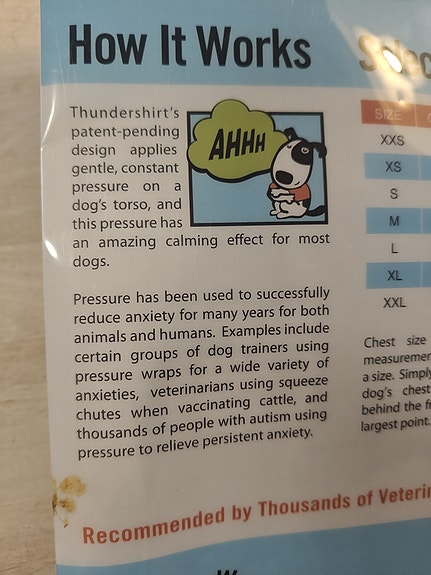 How It Works
Thundershirt's
patent-pending
design applies
gentle, constant
pressure on a
dog's torso, and
this pressure has
an amazing calming effect for most
dogs.
AHHH
Pressure has been used to successfully
reduce anxiety for many years for both
animals and humans. Examples include
certain groups of dog trainers using
pressure wraps for a wide variety of
anxieties, veterinarians using squeeze
chutes when vaccinating cattle, and
thousands of people with autism using
pressure to relieve persistent anxiety.
Selec
SIZE
XXS
XS
S
M
L
XL
XXL
Chest size
measuremen
a size. Simply
dog's chest
behind the fr
largest point.
Recommended by Thousands of Veterin